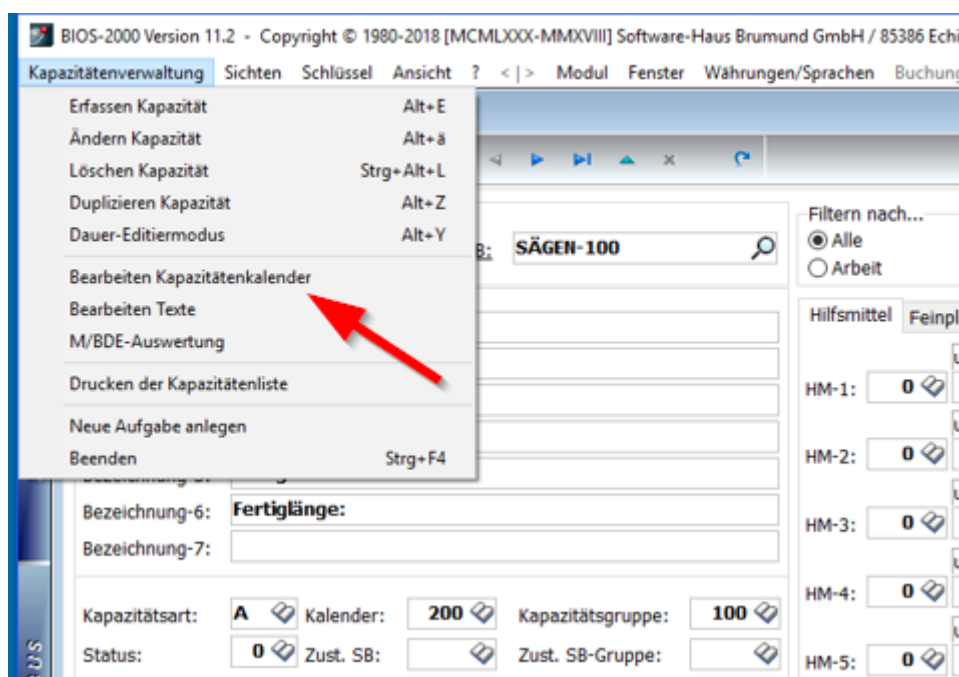 BIOS-2000 Version 11.2 - Copyright © 1980-2018 [MCMLXXX-MMXVIII] Software-Haus Brumund GmbH / 85386 Echi
Kapazitätenverwaltung Sichten Schlüssel Ansicht ? < | > Modul Fenster Währungen/Sprachen Buchung
Erfassen Kapazität Alt+E
Ändern Kapazität Alt+ä
Löschen Kapazität Strg+Alt+L
Duplizieren Kapazität Alt+Z
Dauer-Editiermodus Alt+Y
Bearbeiten Kapazitätenkalender
Bearbeiten Texte
M/BDE-Auswertung
Drucken der Kapazitätenliste
Neue Aufgabe anlegen
Beenden Strg+F4
B: SÄGEN-100
Filtern nach...
Alle
Arbeit
Hilfsmittel Feinpl
HM-1: 0
HM-2: 0
HM-3: 0
HM-4: 0
HM-5: 0
Bezeichnung-6: Fertiglänge:
Bezeichnung-7:
Kapazitätsart: A Kalender: 200 Kapazitätsgruppe: 100
Status: 0 Zust. SB: Zust. SB-Gruppe: